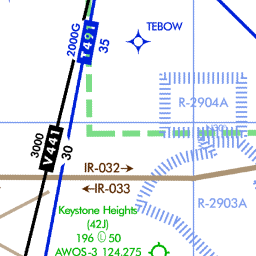 2000G
T491
35
TEBOW
R-2904A
3000
V441
30
IR-032→
←IR-033
R-2903A
Keystone Heights
(42J)
196 Ⓛ 50
AWOS-3 124.275